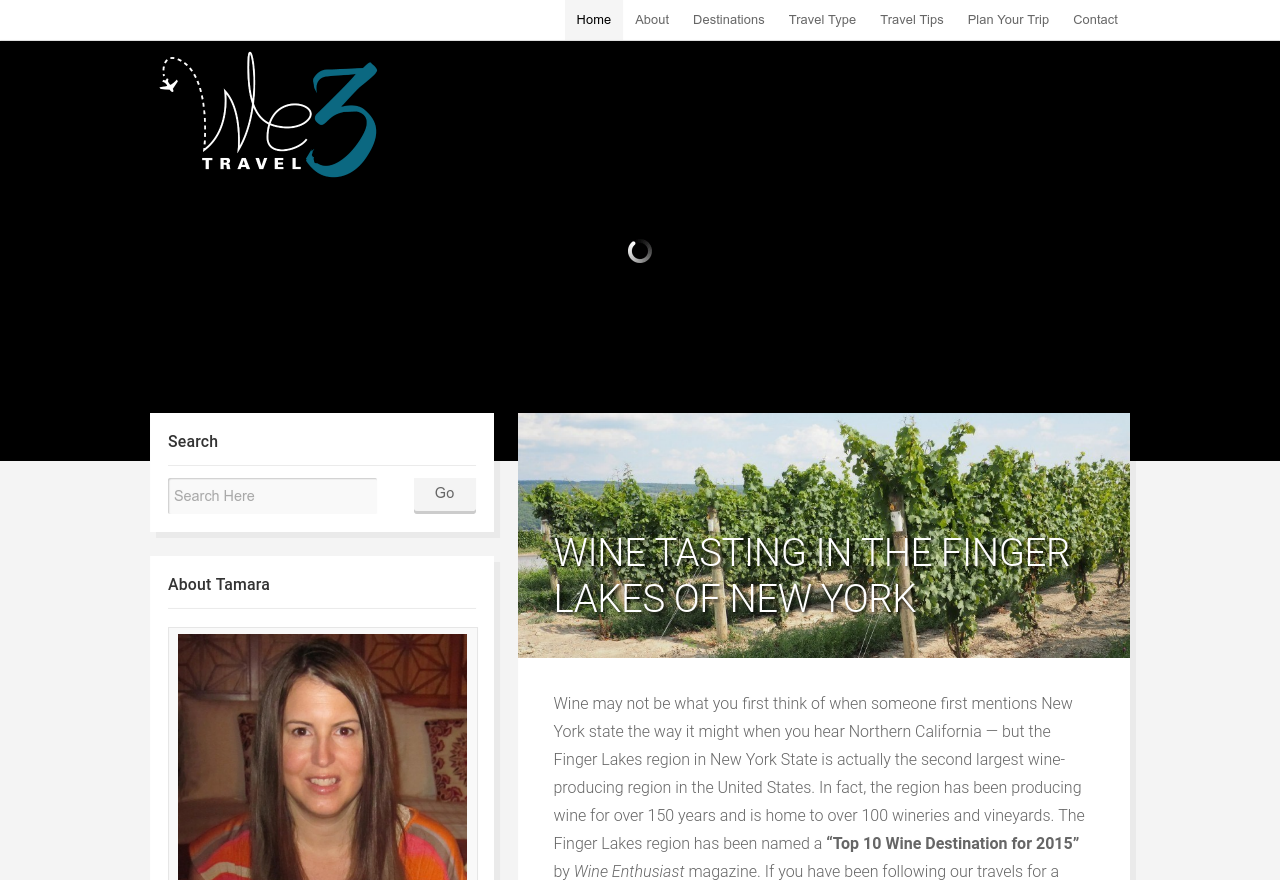 Home About Destinations Travel Type Travel Tips Plan Your Trip Contact
We3
TRAVEL
Search
Search Here
Go
About Tamara
WINE TASTING IN THE FINGER
LAKES OF NEW YORK
Wine may not be what you first think of when someone first mentions New
York state the way it might when you hear Northern California — but the
Finger Lakes region in New York State is actually the second largest wine-
producing region in the United States. In fact, the region has been producing
wine for over 150 years and is home to over 100 wineries and vineyards. The
Finger Lakes region has been named a “Top 10 Wine Destination for 2015”
by Wine Enthusiast magazine. If you have been following our travels for a